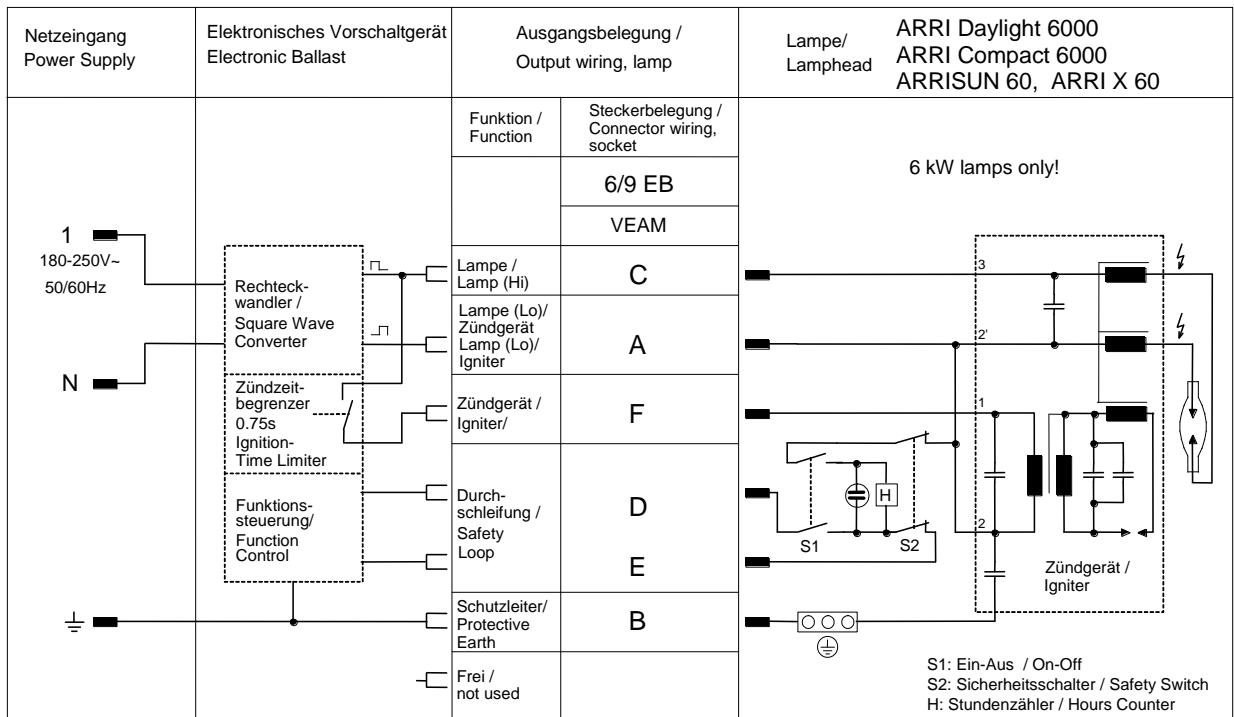 Netzeingang
Power Supply
Elektronisches Vorschaltgerät
Electronic Ballast
Ausgangsbelegung /
Output wiring, lamp
Lampe/
Lamphead
ARRI Daylight 6000
ARRI Compact 6000
ARRISUN 60, ARRI X 60
Funktion /
Function
Steckerbelegung /
Connector wiring,
socket
6/9 EB
VEAM
6 kW lamps only!
1
180-250V~
50/60Hz
N
Rechteck-
wandler /
Square Wave
Converter
Zündzeit-
begrenzer
0.75s
Ignition-
Time Limiter
Funktions-
steuerung/
Function
Control
Lampe /
Lamp (Hi)
C
Lampe (Lo)/
Zündgerät
Lamp (Lo)/
Igniter
A
Zündgerät /
Igniter/
F
Durch-
schleifung /
Safety
Loop
D
E
Schutzleiter/
Protective
Earth
B
Frei /
not used
3
2'
1
2
H
S1
S2
Zündgerät /
Igniter
S1: Ein-Aus / On-Off
S2: Sicherheitsschalter / Safety Switch
H: Stundenzähler / Hours Counter